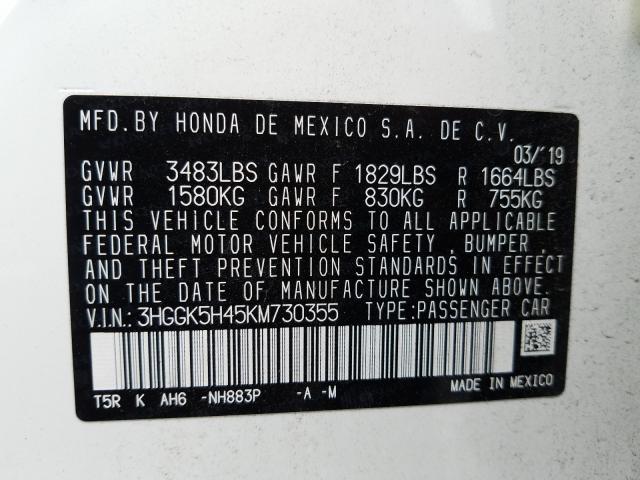 MFD. BY HONDA DE MEXICO S.A. DE C.V.
03/'19
GVWR 3483LBS GAWR F 1829LBS R 1664LBS
GVWR 1580KG GAWR F 830KG R 755KG
THIS VEHICLE CONFORMS TO ALL APPLICABLE
FEDERAL MOTOR VEHICLE SAFETY, BUMPER,
AND THEFT PREVENTION STANDARDS IN EFFECT
ON THE DATE OF MANUFACTURE SHOWN ABOVE.
V.I.N.: 3HGGK5H45KM730355 TYPE:PASSENGER CAR
T5R K AH6 -NH883P -A -M
MADE IN MEXICO